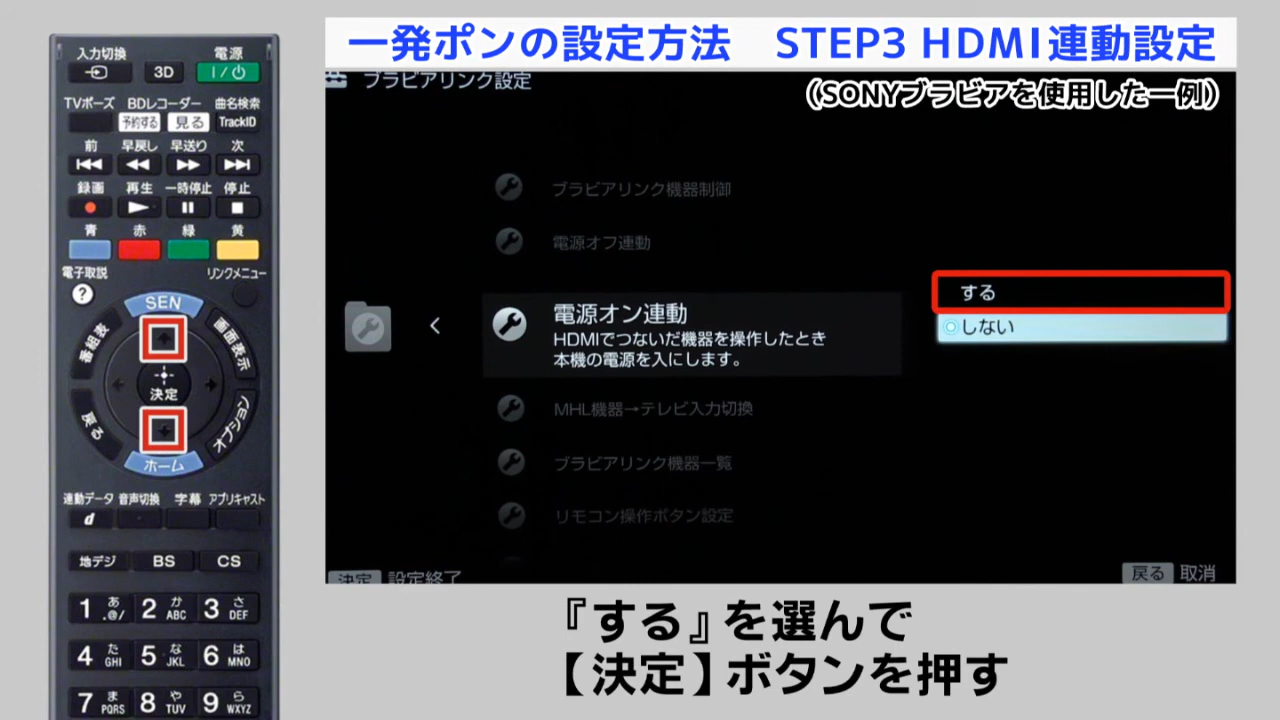 一発ポンの設定方法 STEP3 HDMI連動設定
(SONYブラビアを使用した一例)
入力切換 電源
3D I/⏻
TVポーズ BDレコーダー 曲名検索
予約する 見る TrackID
前 早戻し 早送り 次
録画 再生 一時停止 停止
青 赤 緑 黄
電子取説 リンクメニュー
?
SEN
番組表 画面表示
決定
戻る オプション
ホーム
連動データ 音声切換 字幕 アプリキャスト
d
地デジ BS CS
1 あ .@/ 2 か ABC 3 さ DEF
4 た GHI 5 な JKL 6 は MNO
7 ま PQRS 8 や TUV 9 ら WXYZ
ブラビアリンク設定
ブラビアリンク機器制御
電源オフ連動
電源オン連動
HDMIでつないだ機器を操作したとき
本機の電源を入にします。
MHL機器→テレビ入力切換
ブラビアリンク機器一覧
リモコン操作ボタン設定
する
しない
決定 設定終了 戻る 取消
『する』を選んで
【決定】ボタンを押す